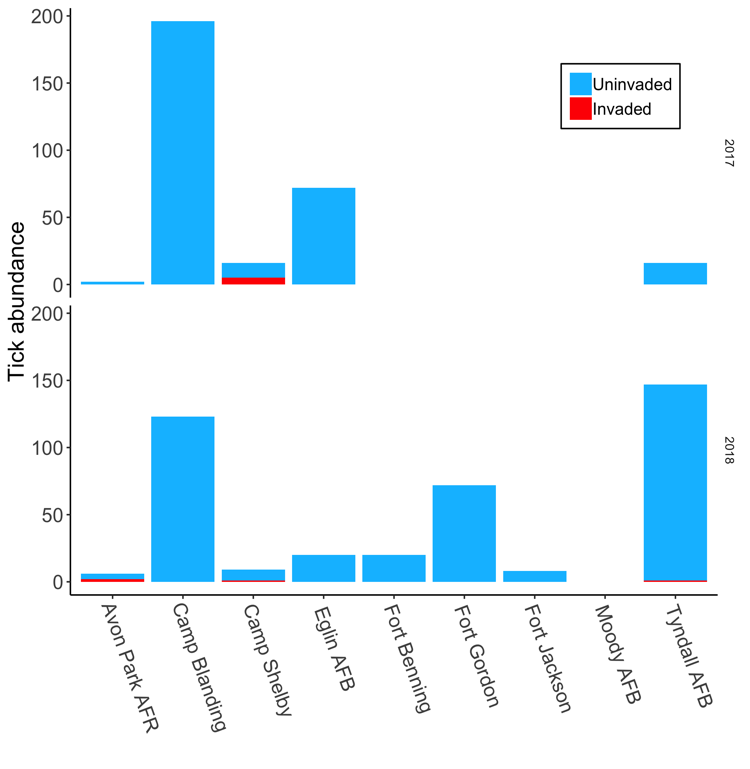 200
150
100
50
0
Uninvaded
Invaded
2017
Tick abundance
200
150
100
50
0
2018
Avon Park AFR
Camp Blanding
Camp Shelby
Eglin AFB
Fort Benning
Fort Gordon
Fort Jackson
Moody AFB
Tyndall AFB